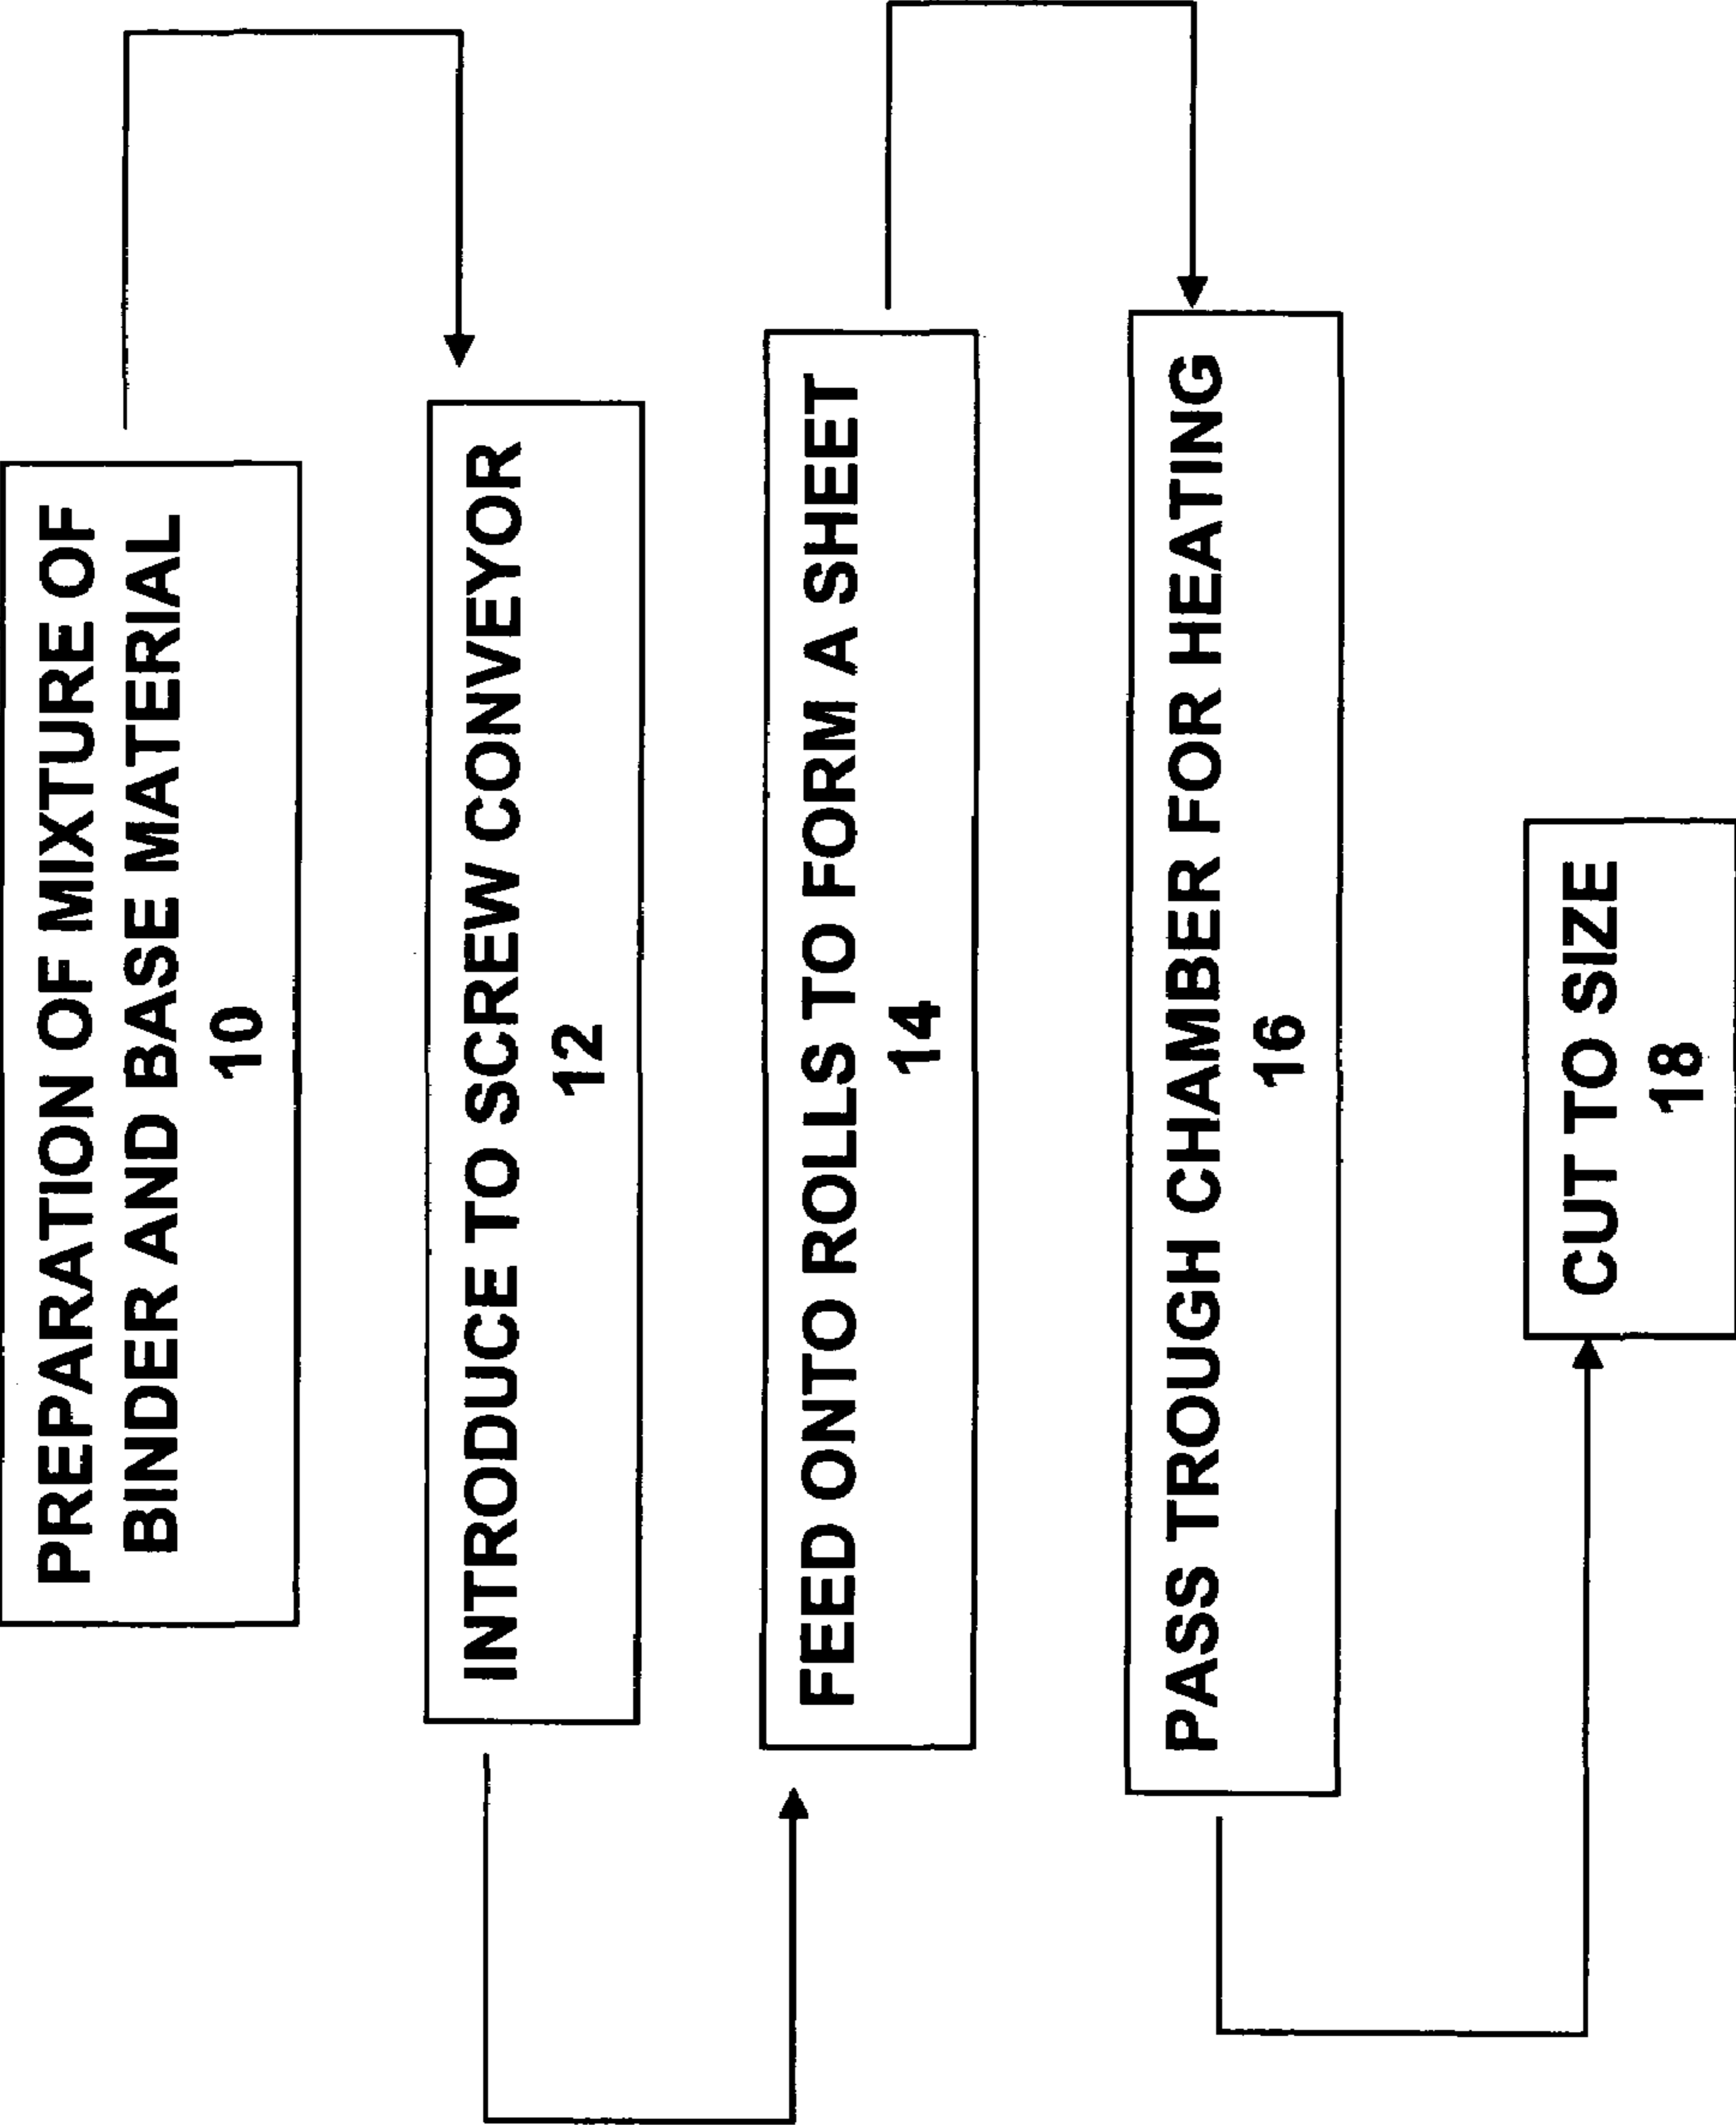 PREPARATION OF MIXTURE OF
BINDER AND BASE MATERIAL
10
INTRODUCE TO SCREW CONVEYOR
12
FEED ONTO ROLLS TO FORM A SHEET
14
PASS TROUGH CHAMBER FOR HEATING
16
CUT TO SIZE
18